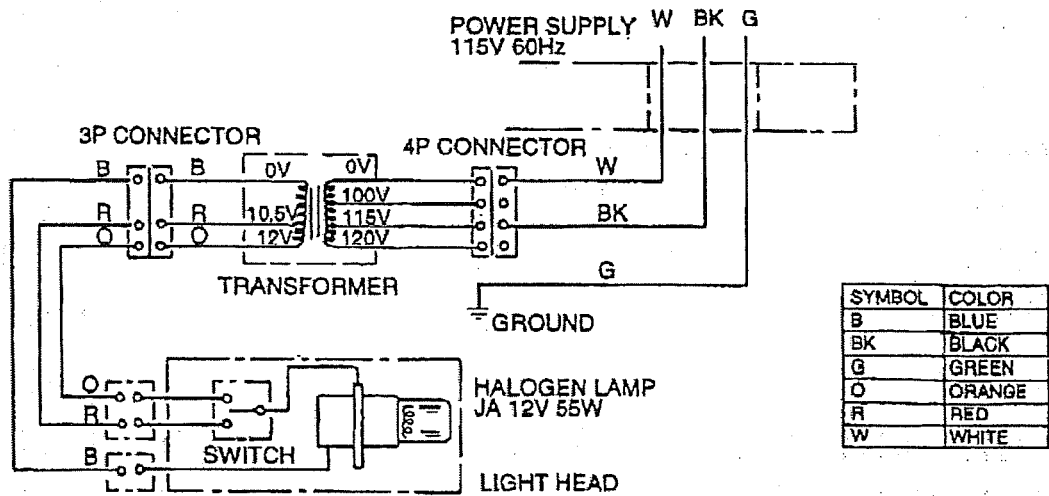 POWER SUPPLY
115V 60Hz
W BK G
3P CONNECTOR
4P CONNECTOR
B B 0V 0V W
100V
R R 10,5V 115V BK
O O 12V 120V
TRANSFORMER
G
GROUND
SYMBOL COLOR
B BLUE
BK BLACK
G GREEN
O ORANGE
R RED
W WHITE
O
R
B
SWITCH
HALOGEN LAMP
JA 12V 55W
LIGHT HEAD